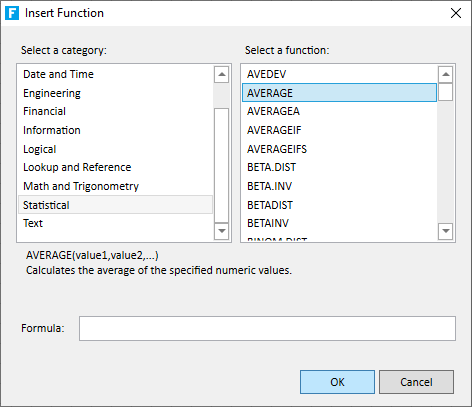 F Insert Function
Select a category:
Date and Time
Engineering
Financial
Information
Logical
Lookup and Reference
Math and Trigonometry
Statistical
Text
Select a function:
AVEDEV
AVERAGE
AVERAGEA
AVERAGEIF
AVERAGEIFS
BETA.DIST
BETA.INV
BETADIST
BETAINV
BINOM.DIST
AVERAGE(value1,value2,...)
Calculates the average of the specified numeric values.
Formula:
OK
Cancel